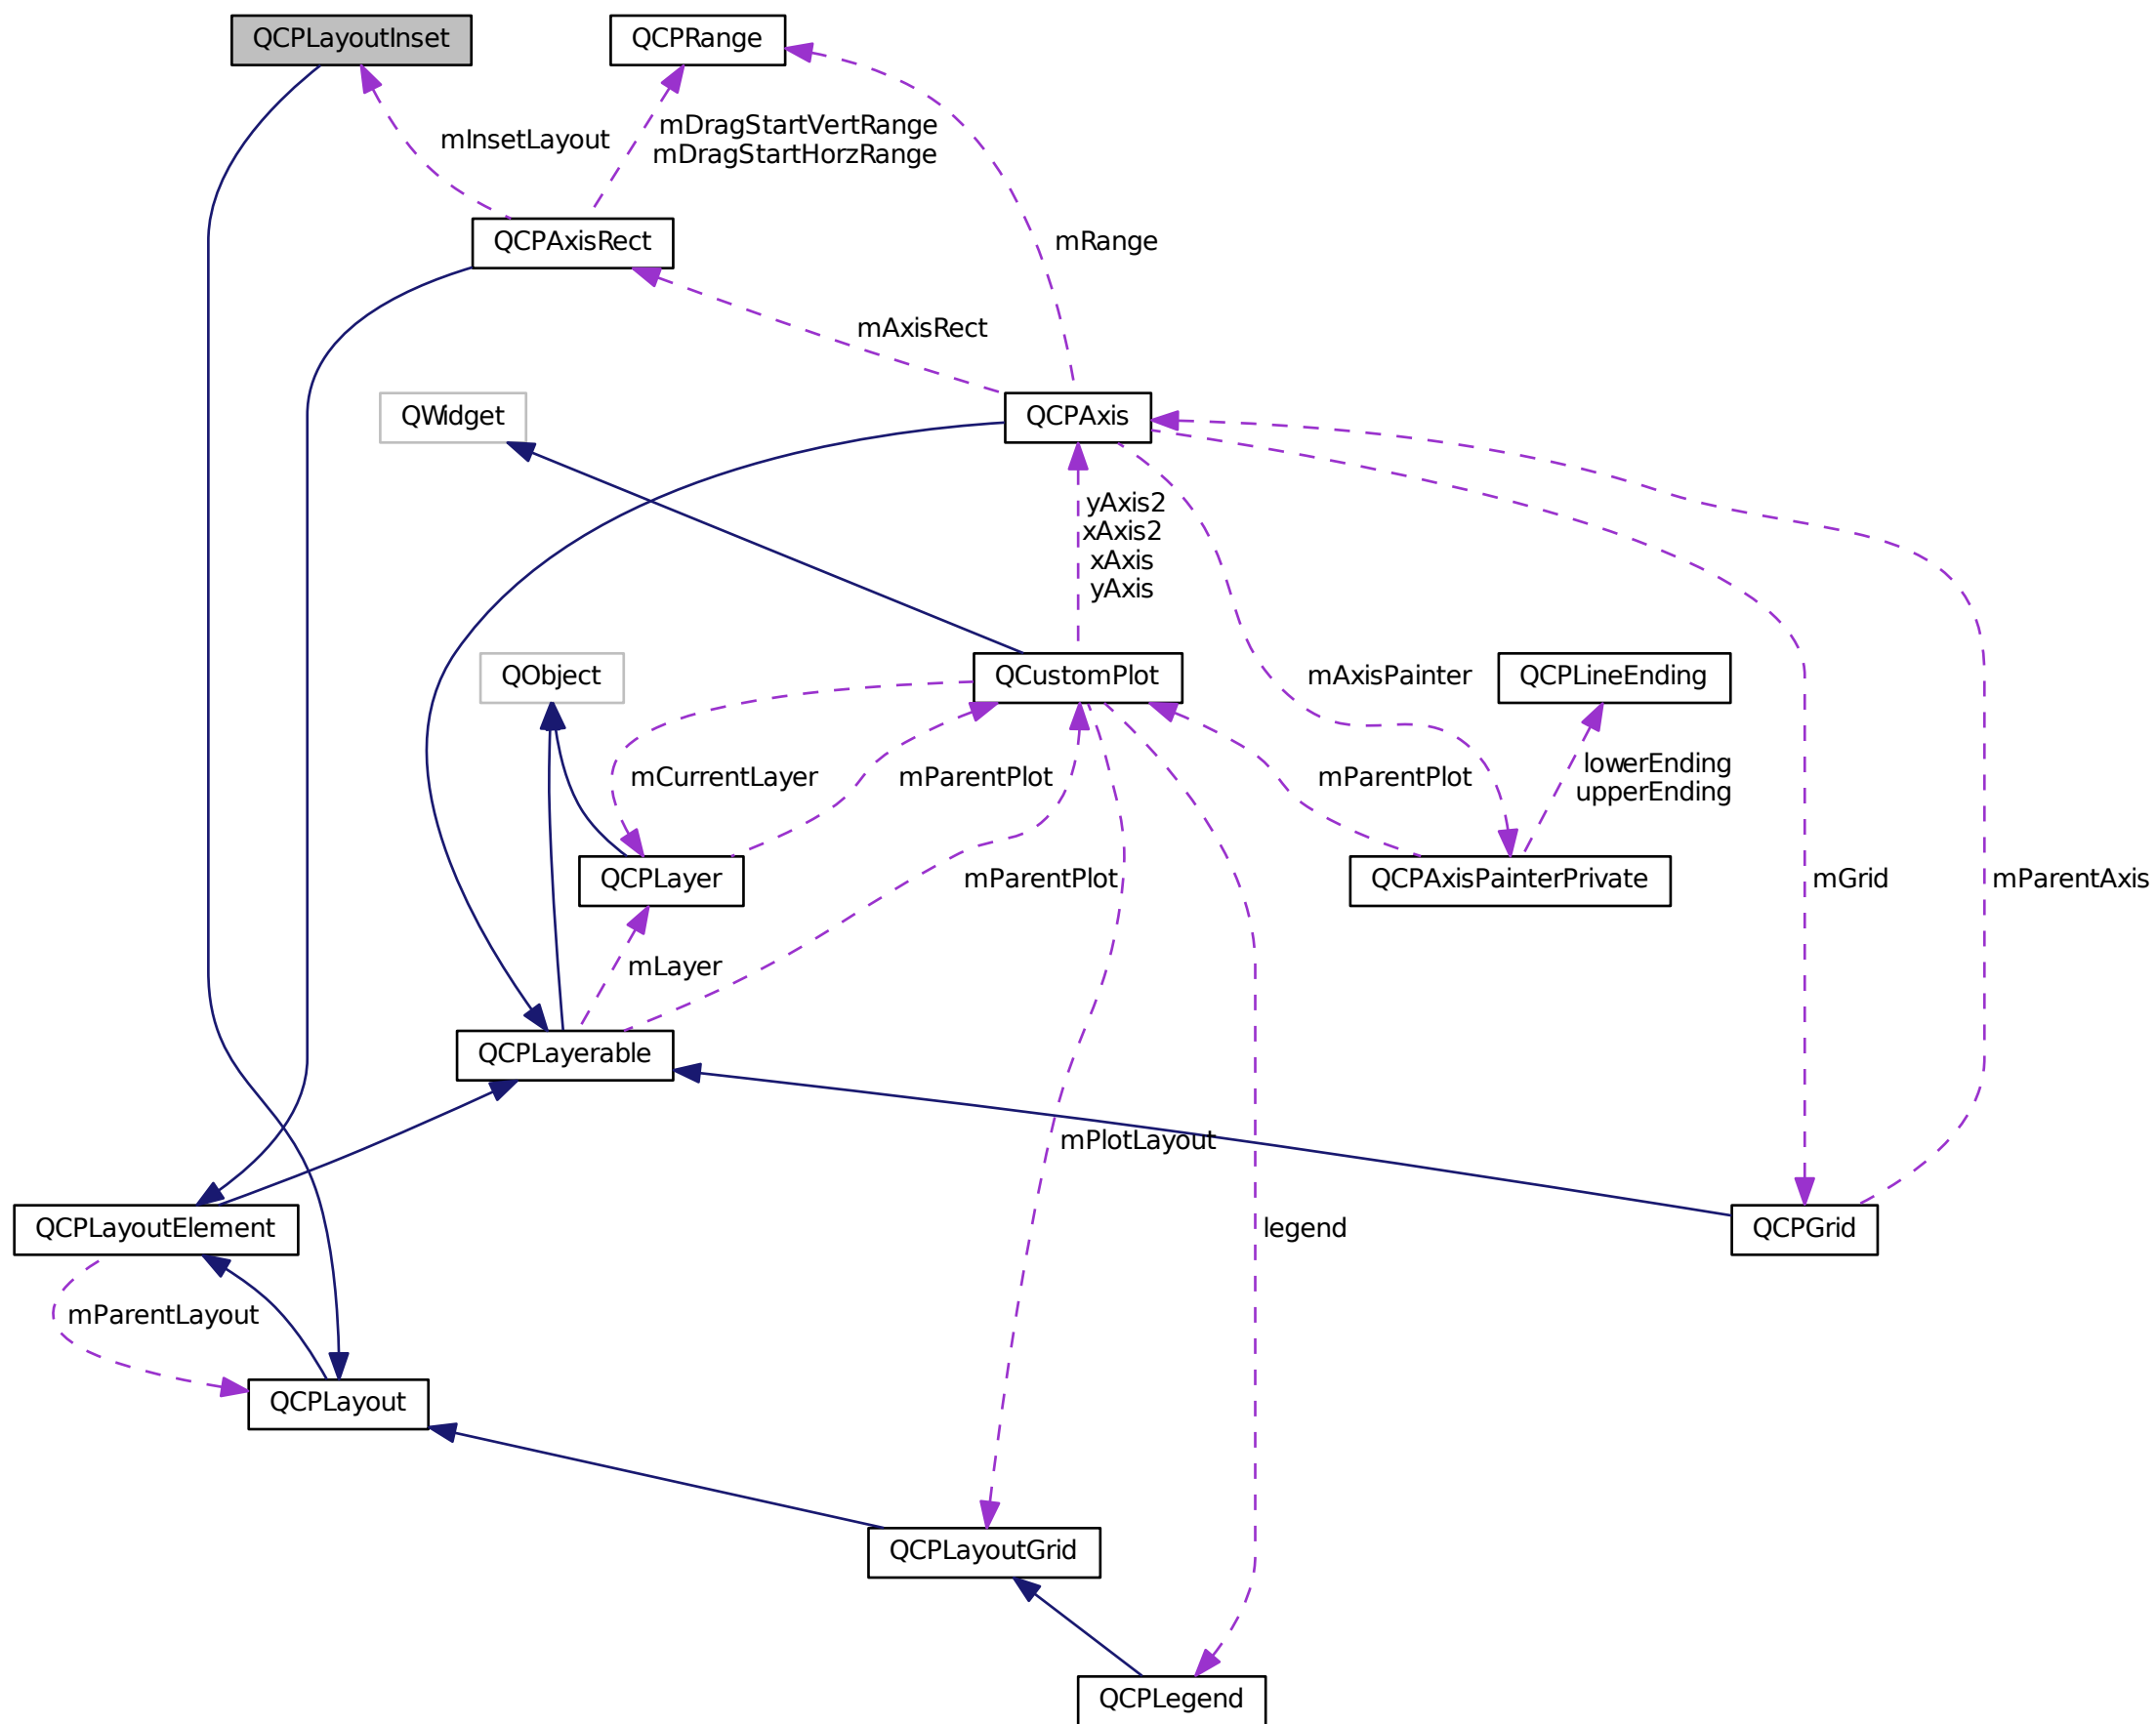 QCPLayoutInset
QCPRange
mInsetLayout
mDragStartVertRange
mDragStartHorzRange
QCPAxisRect
mRange
mAxisRect
QWidget
QCPAxis
yAxis2
xAxis2
xAxis
yAxis
QObject
QCustomPlot
mAxisPainter
QCPLineEnding
mCurrentLayer
mParentPlot
mParentPlot
lowerEnding
upperEnding
QCPLayer
mParentPlot
QCPAxisPainterPrivate
mGrid
mParentAxis
mLayer
QCPLayerable
mPlotLayout
QCPLayoutElement
legend
QCPGrid
mParentLayout
QCPLayout
QCPLayoutGrid
QCPLegend